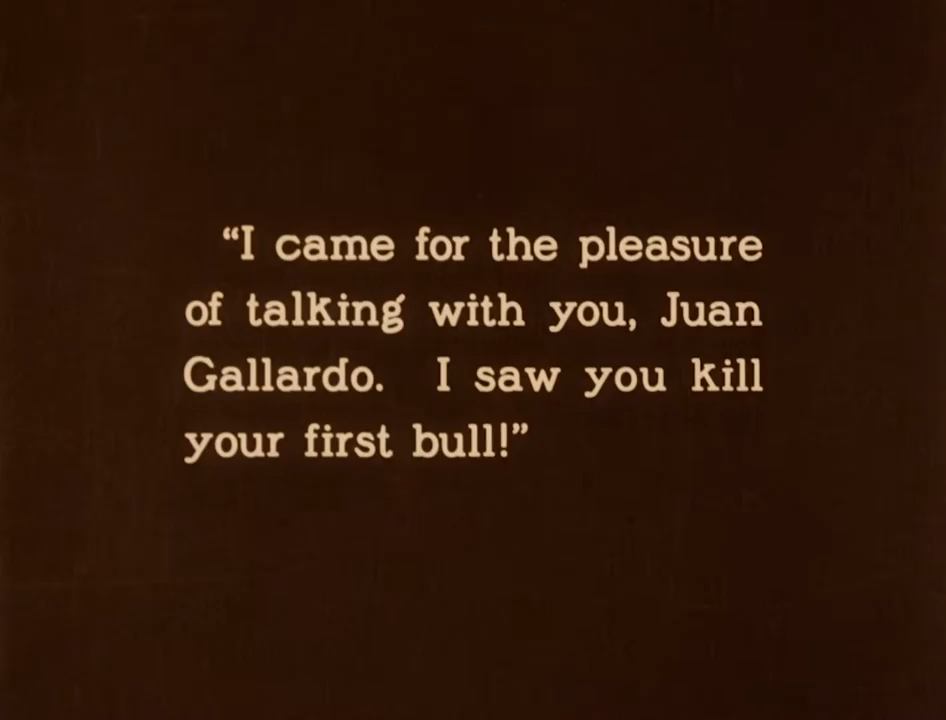 “I came for the pleasure
of talking with you, Juan
Gallardo. I saw you kill
your first bull!”